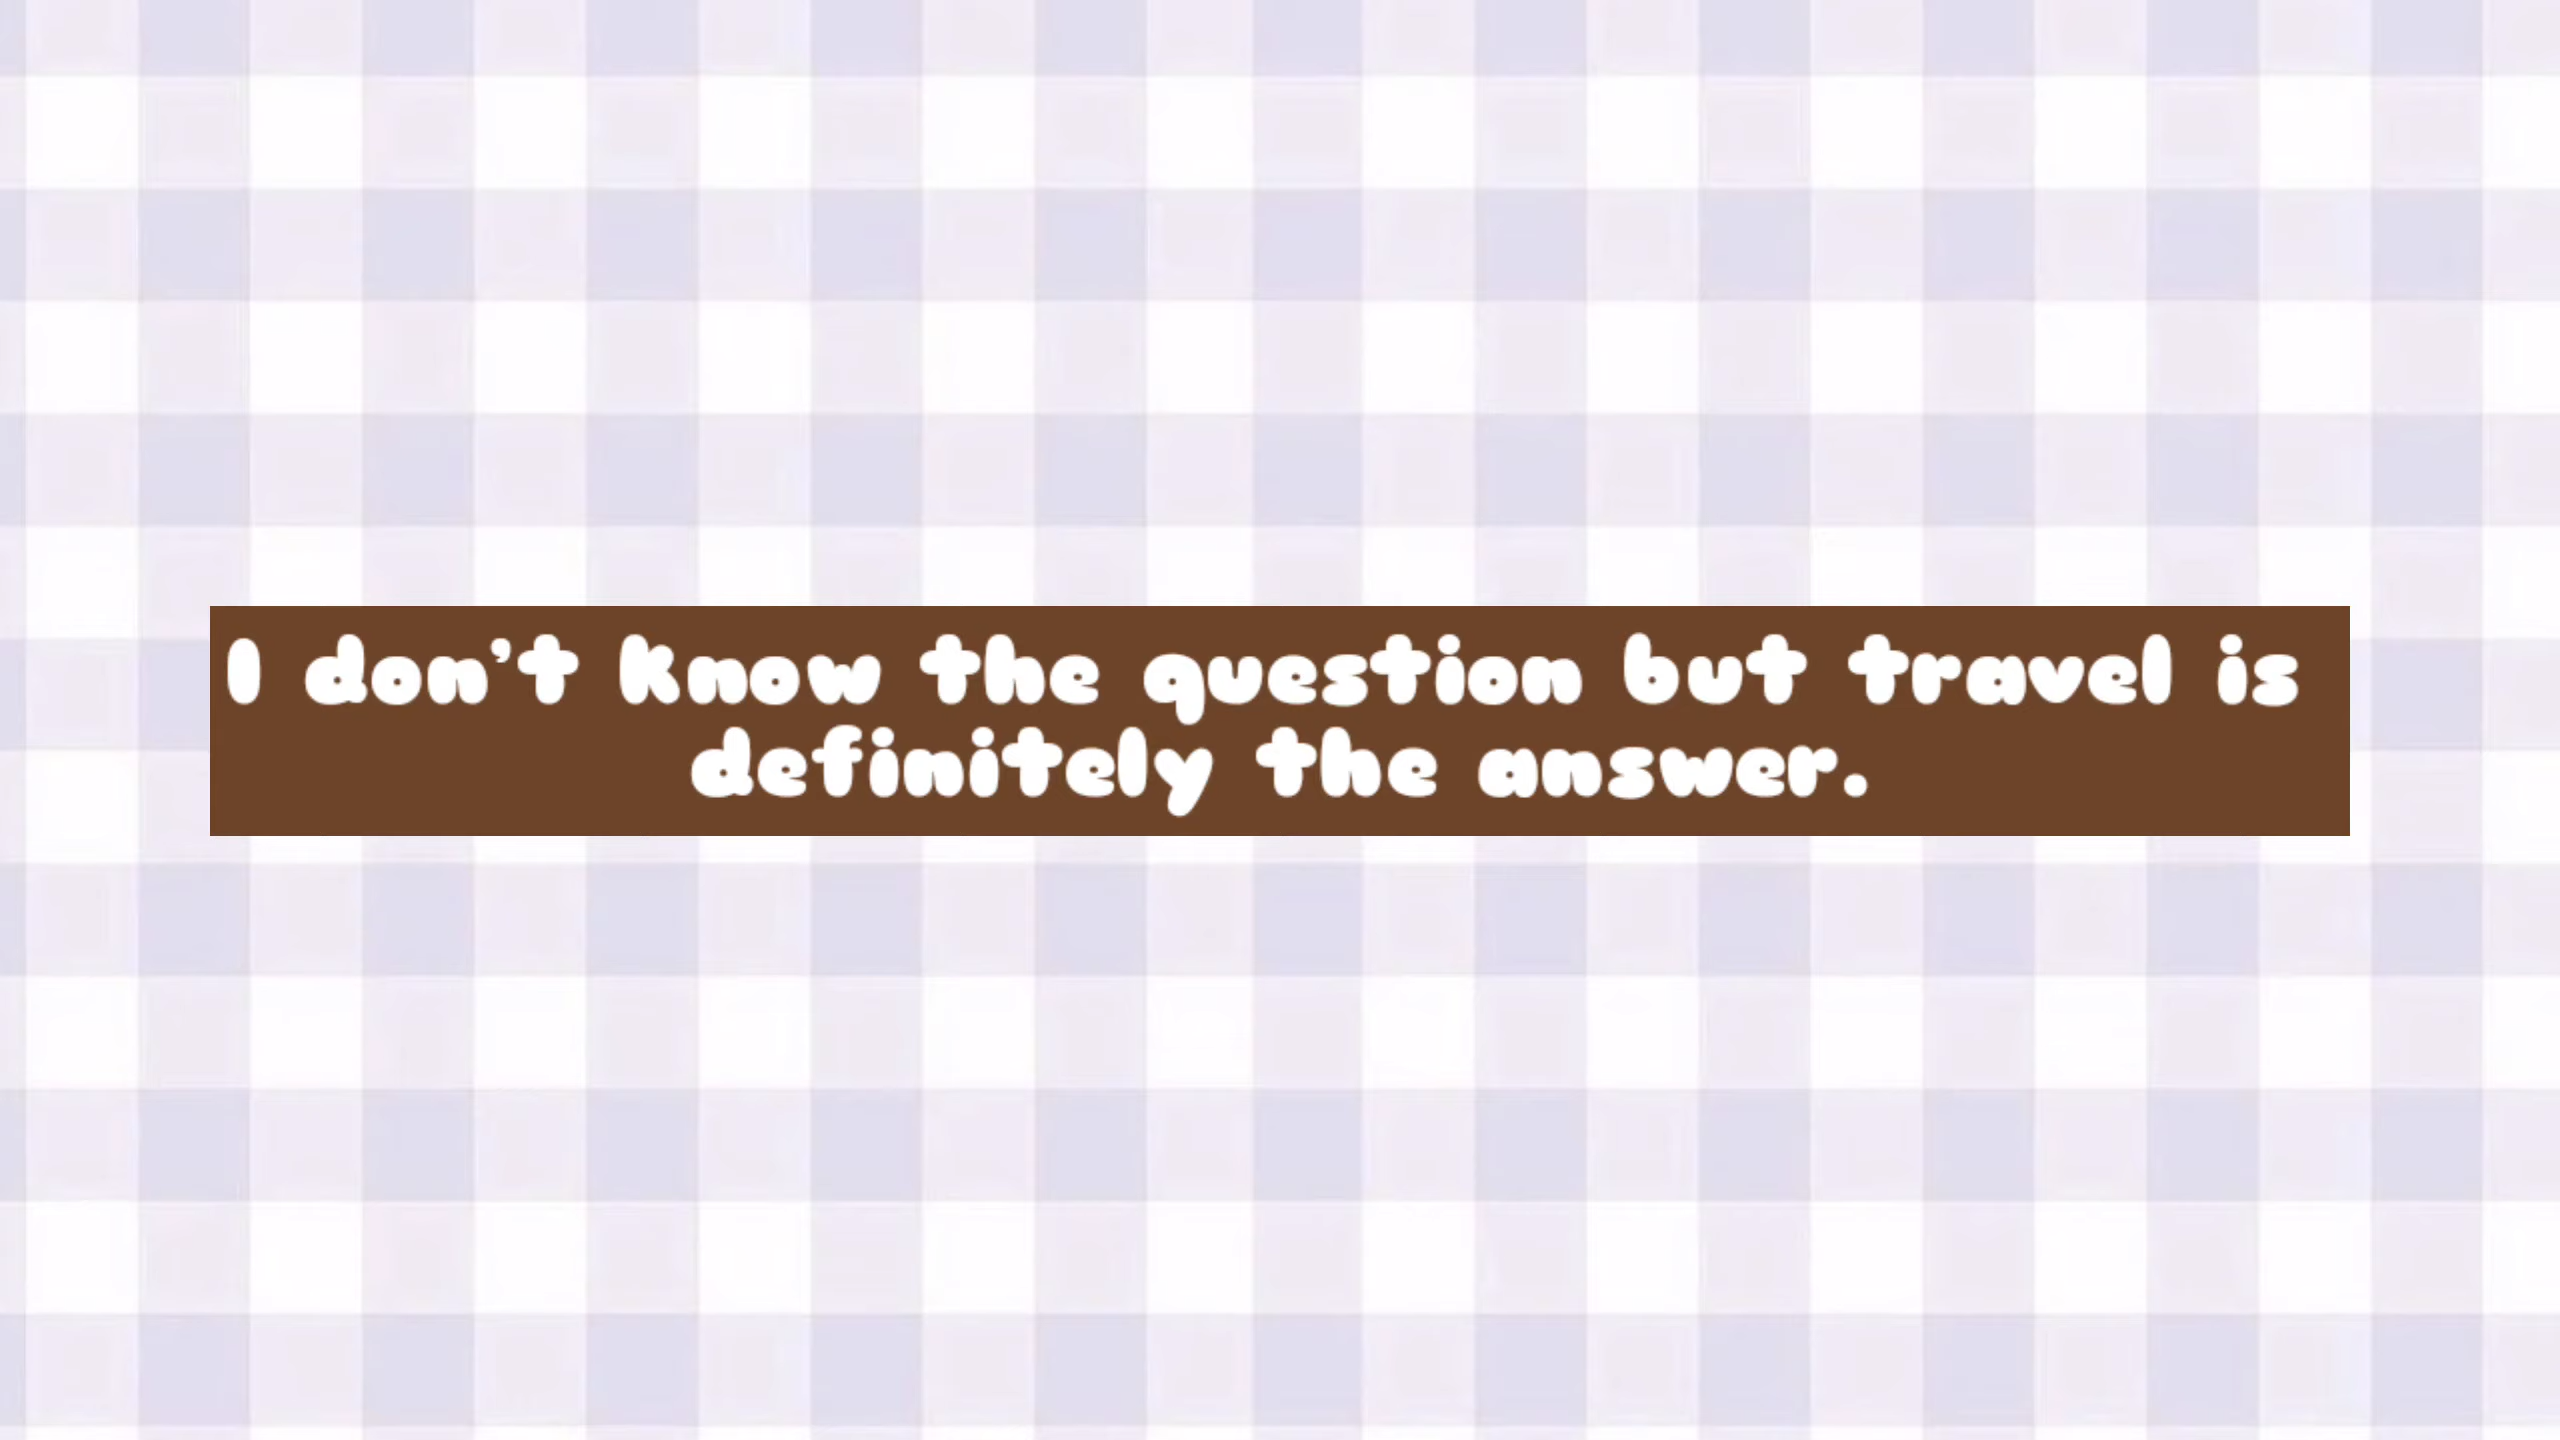 I don't know the question but travel is
definitely the answer.